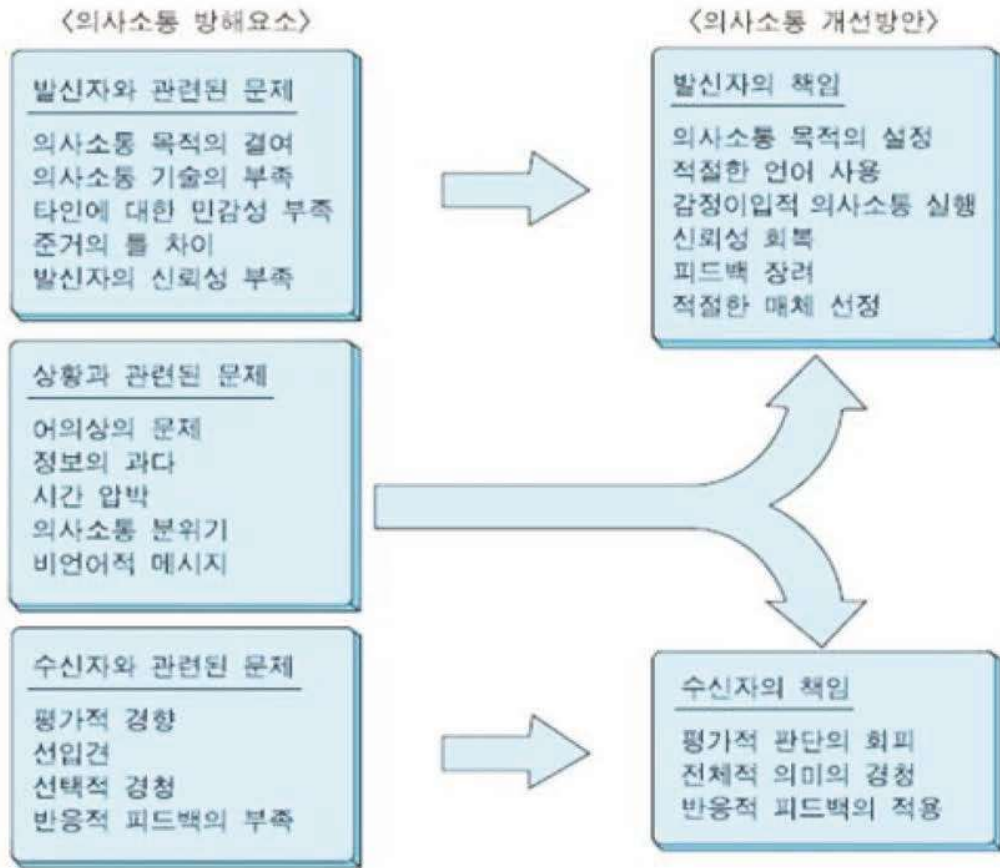 <의사소통 방해요소>
발신자와 관련된 문제
의사소통 목적의 결여
의사소통 기술의 부족
타인에 대한 민감성 부족
준거의 틀 차이
발신자의 신뢰성 부족
상황과 관련된 문제
어의상의 문제
정보의 과다
시간 압박
의사소통 분위기
비언어적 메시지
수신자와 관련된 문제
평가적 경향
선입견
선택적 경청
반응적 피드백의 부족
<의사소통 개선방안>
발신자의 책임
의사소통 목적의 설정
적절한 언어 사용
감정이입적 의사소통 실행
신뢰성 회복
피드백 장려
적절한 매체 선정
수신자의 책임
평가적 판단의 회피
전체적 의미의 경청
반응적 피드백의 적용